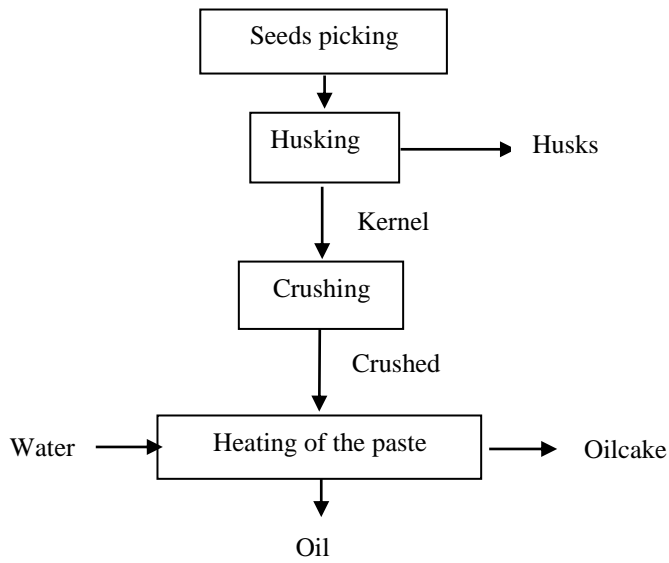 Seeds picking
Husking
Husks
Kernel
Crushing
Crushed
Water
Heating of the paste
Oilcake
Oil